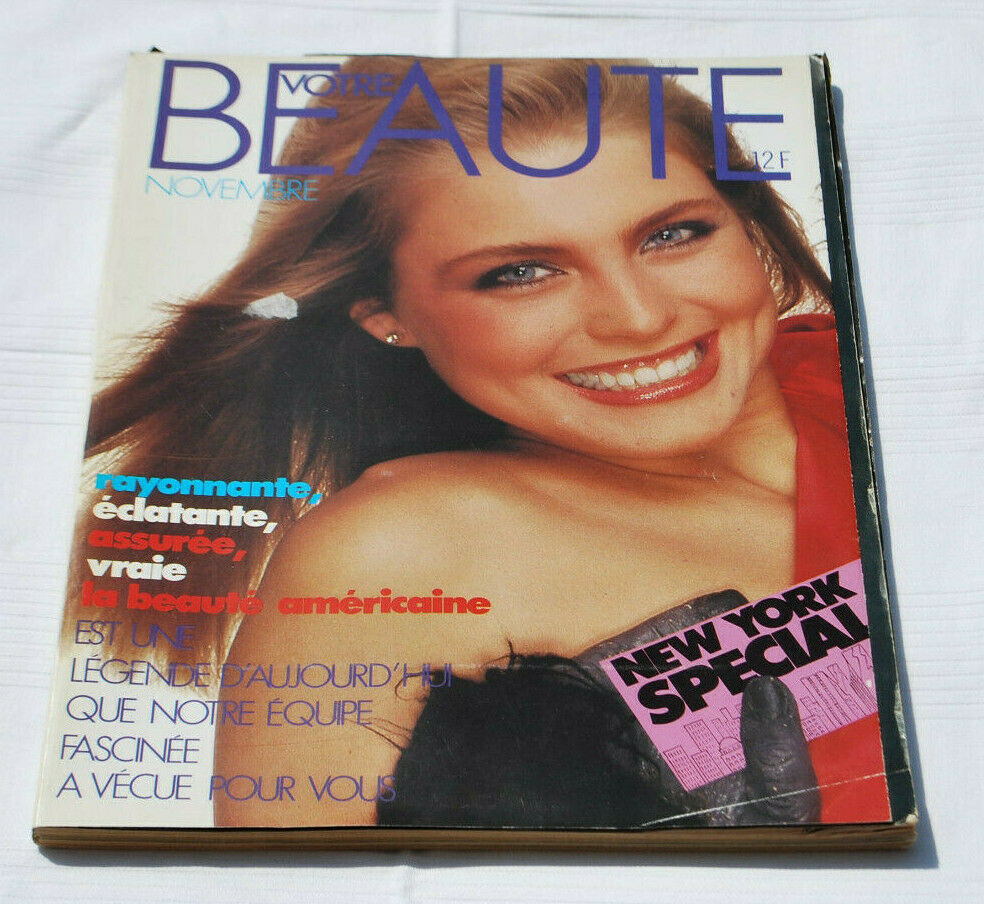 VOTRE
BEAUTE
12F
NOVEMBRE
rayonnante,
éclatante,
assurée,
vraie
la beauté américaine
EST UNE
LÉGENDE D'AUJOURD'HUI
QUE NOTRE ÉQUIPE
FASCINÉE
A VÉCUE POUR VOUS
NEW YORK
SPECIAL